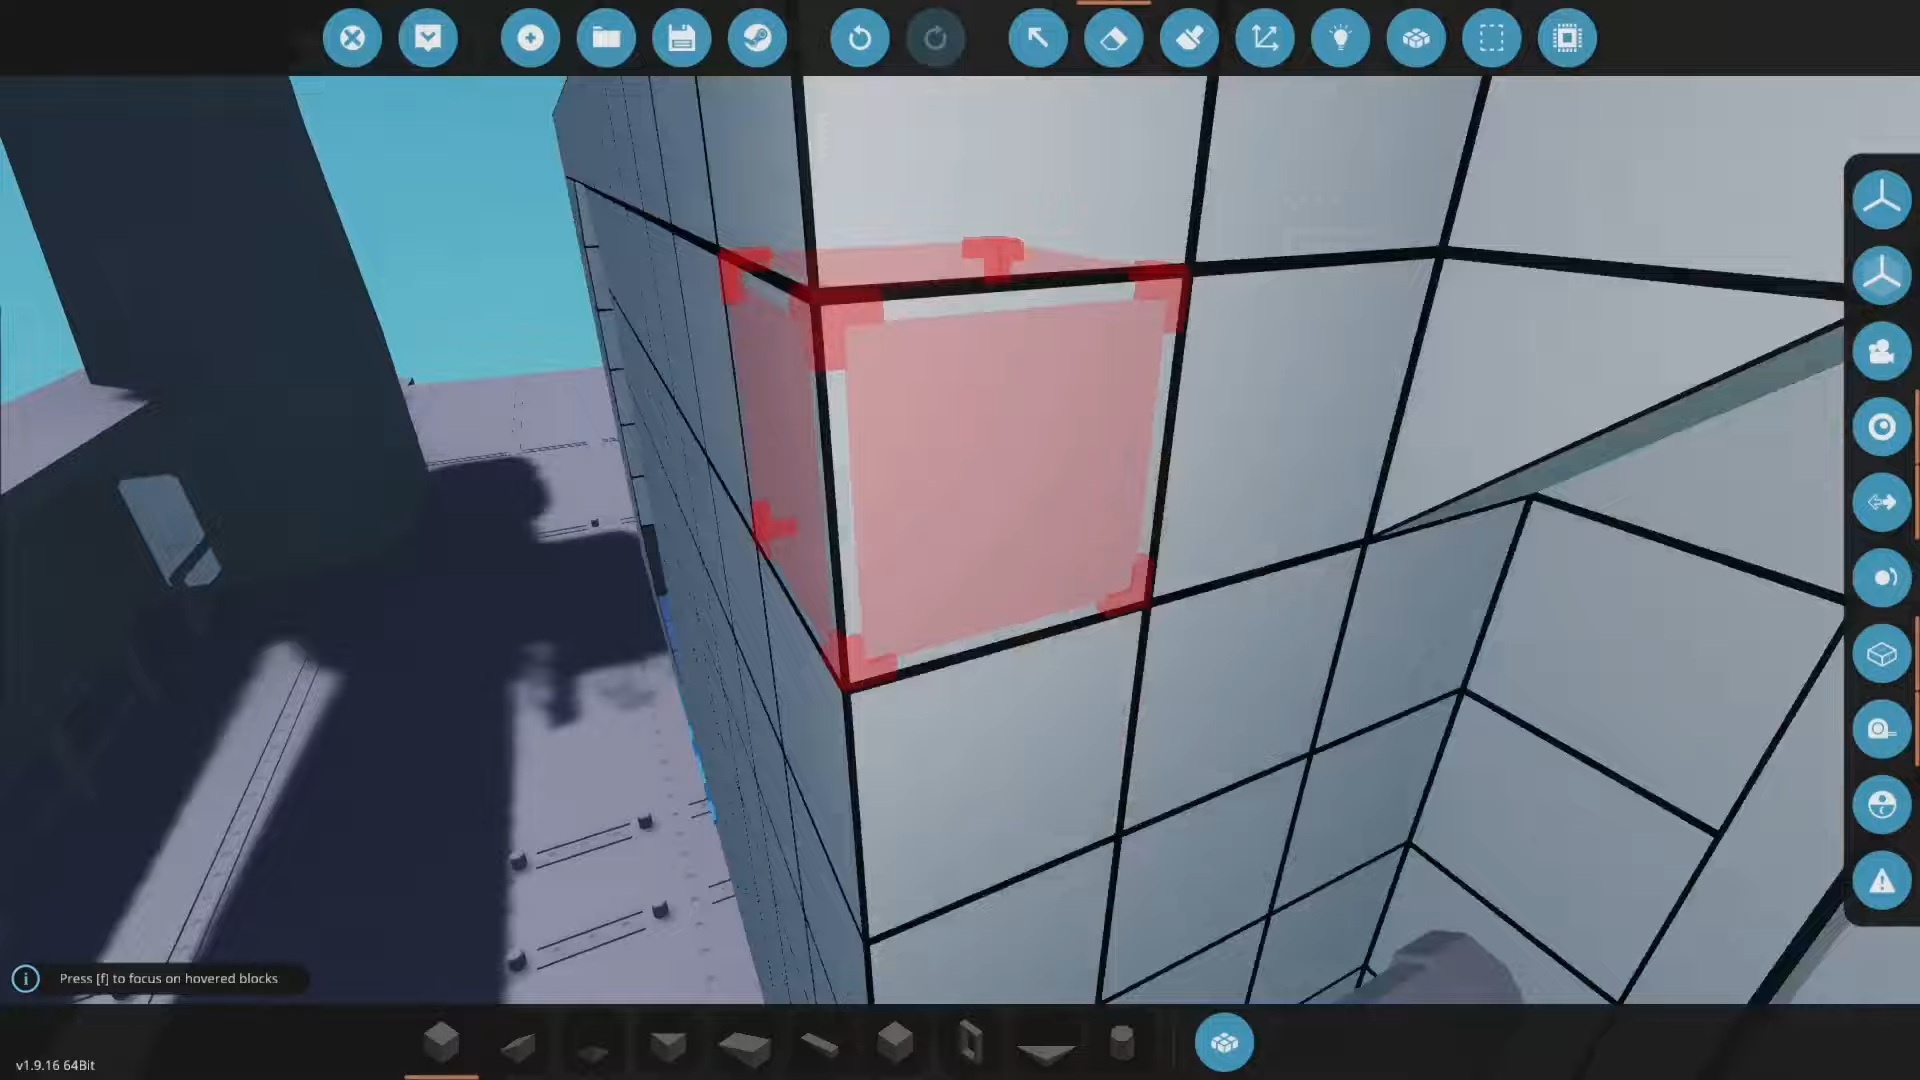 Press [f] to focus on hovered blocks
v1.9.16 64Bit